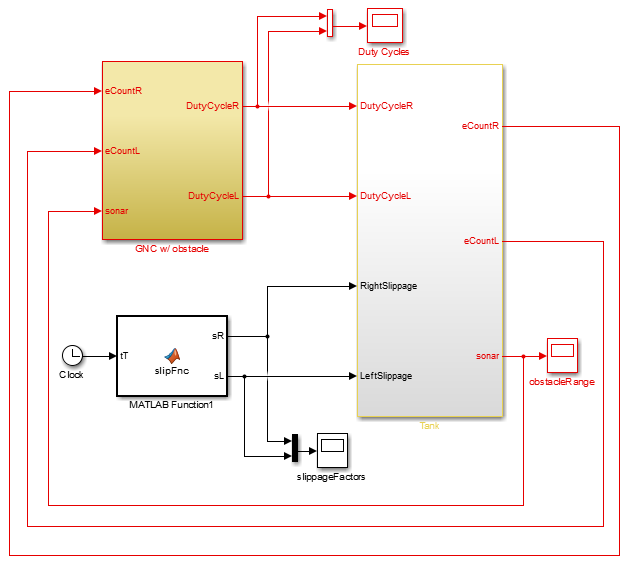 Duty Cycles
eCountR
DutyCycleR
DutyCycleR
eCountR
eCountL
DutyCycleL
DutyCycleL
sonar
eCountL
GNC w/ obstacle
RightSlippage
sR
tT
slipFnc
sonar
Clock
sL
LeftSlippage
obstacleRange
MATLAB Function1
Tank
slippageFactors